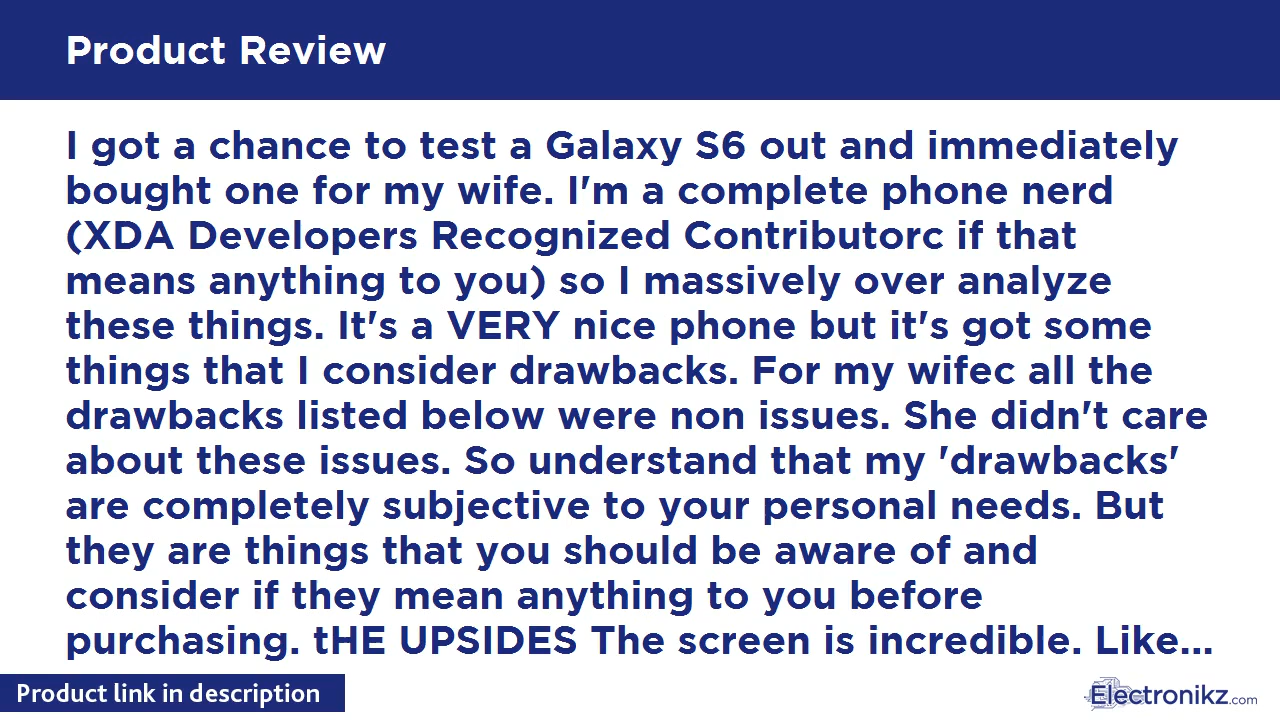 Product Review
I got a chance to test a Galaxy S6 out and immediately
bought one for my wife. I'm a complete phone nerd
(XDA Developers Recognized Contributorc if that
means anything to you) so I massively over analyze
these things. It's a VERY nice phone but it's got some
things that I consider drawbacks. For my wifec all the
drawbacks listed below were non issues. She didn't care
about these issues. So understand that my 'drawbacks'
are completely subjective to your personal needs. But
they are things that you should be aware of and
consider if they mean anything to you before
purchasing. tHE UPSIDES The screen is incredible. Like...
Product link in description
Electronikz.com